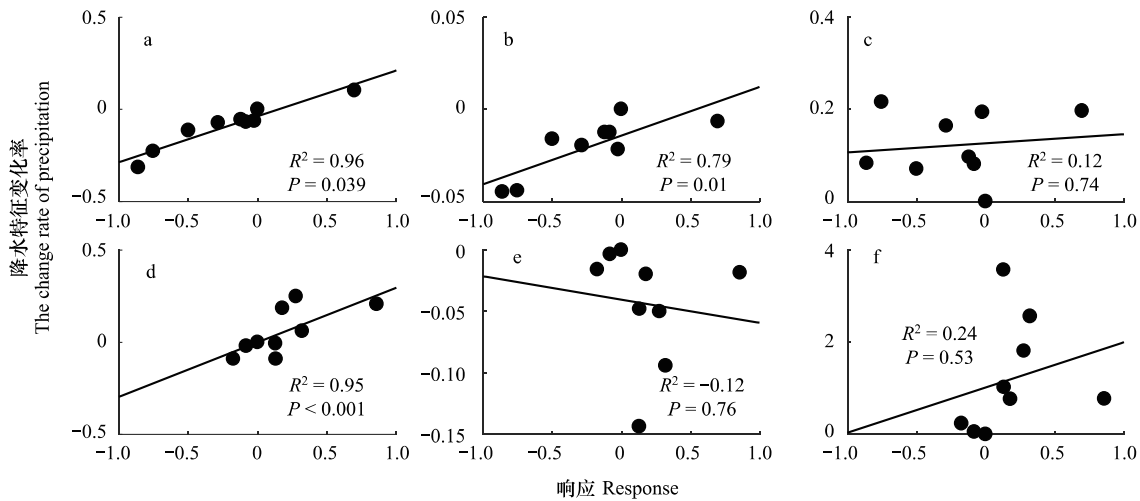 降水特征变化率
The change rate of precipitation
0.5
0
−0.5
a
R² = 0.96
P = 0.039
−1.0 −0.5 0 0.5 1.0
0.05
0
−0.05
b
R² = 0.79
P = 0.01
−1.0 −0.5 0 0.5 1.0
0.4
0.2
0
c
R² = 0.12
P = 0.74
−1.0 −0.5 0 0.5 1.0
0.5
0
−0.5
d
R² = 0.95
P < 0.001
−1.0 −0.5 0 0.5 1.0
0
−0.05
−0.10
−0.15
e
R² = −0.12
P = 0.76
−1.0 −0.5 0 0.5 1.0
4
2
0
f
R² = 0.24
P = 0.53
−1.0 −0.5 0 0.5 1.0
响应 Response